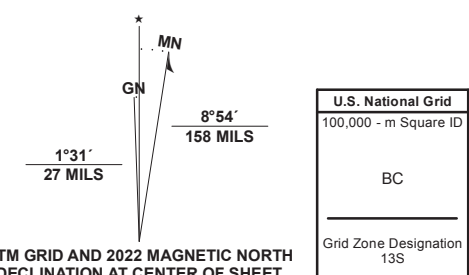 MN
GN
8°54´
158 MILS
1°31´
27 MILS
TM GRID AND 2022 MAGNETIC NORTH
DECLINATION AT CENTER OF SHEET
U.S. National Grid
100,000 - m Square ID
BC
Grid Zone Designation
13S